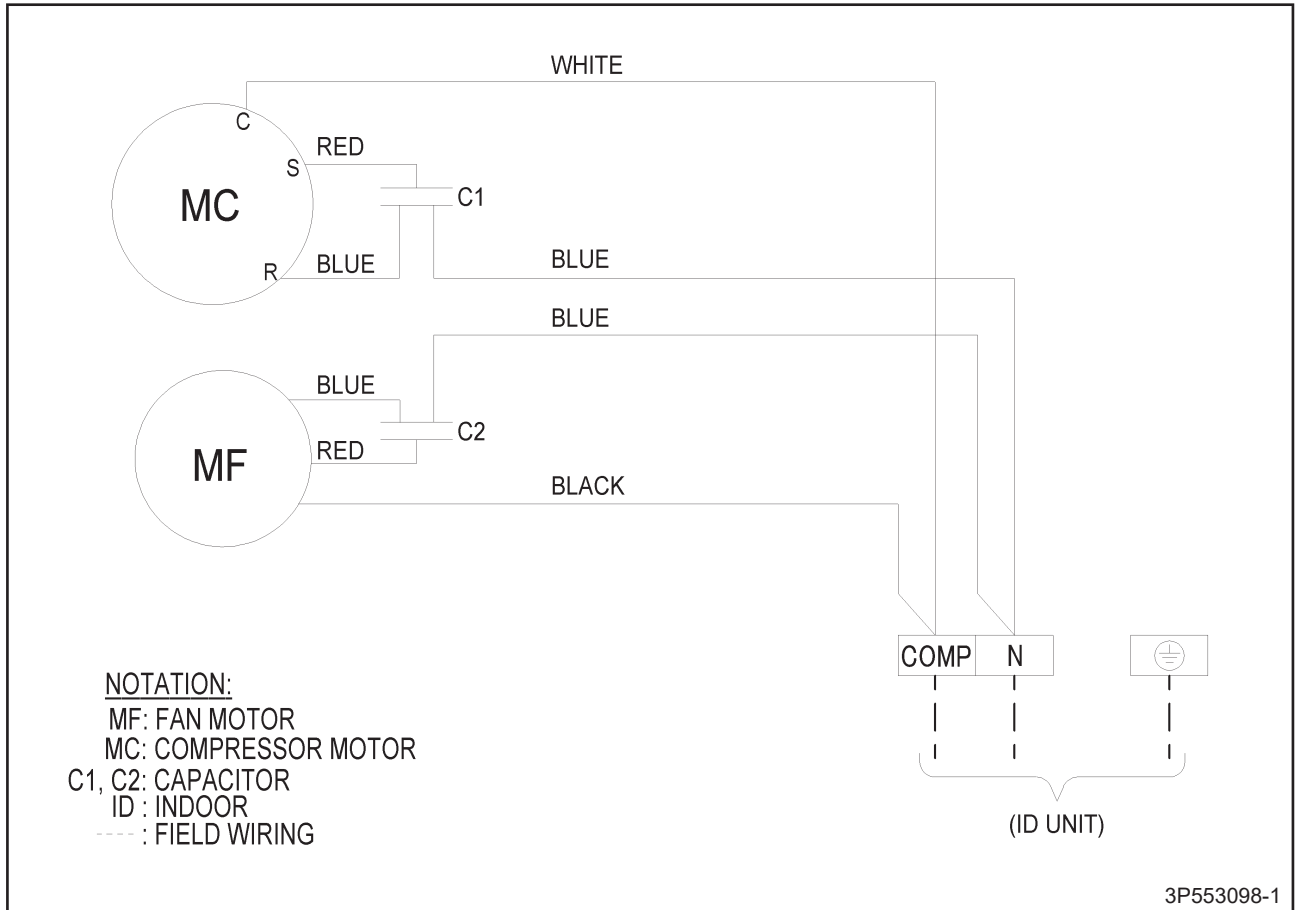 WHITE
C
S
RED
MC
C1
R
BLUE
BLUE
BLUE
BLUE
C2
RED
MF
BLACK
COMP N
NOTATION:
MF: FAN MOTOR
MC: COMPRESSOR MOTOR
C1, C2: CAPACITOR
ID : INDOOR
---- : FIELD WIRING
(ID UNIT)
3P553098-1